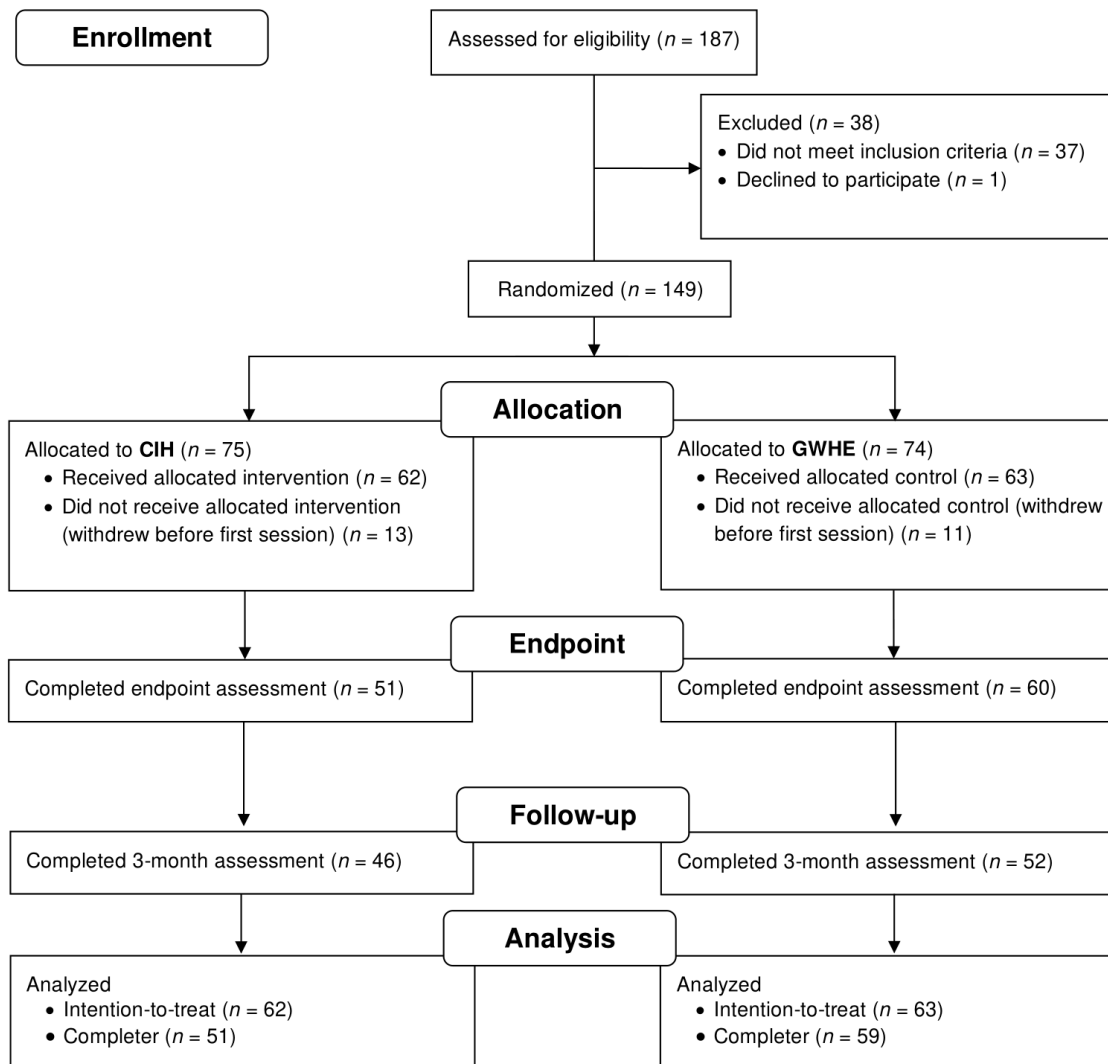 Enrollment
Assessed for eligibility (n = 187)
Excluded (n = 38)
• Did not meet inclusion criteria (n = 37)
• Declined to participate (n = 1)
Randomized (n = 149)
Allocation
Allocated to CIH (n = 75)
• Received allocated intervention (n = 62)
• Did not receive allocated intervention
(withdrew before first session) (n = 13)
Allocated to GWHE (n = 74)
• Received allocated control (n = 63)
• Did not receive allocated control (withdrew
before first session) (n = 11)
Endpoint
Completed endpoint assessment (n = 51)
Completed endpoint assessment (n = 60)
Follow-up
Completed 3-month assessment (n = 46)
Completed 3-month assessment (n = 52)
Analysis
Analyzed
• Intention-to-treat (n = 62)
• Completer (n = 51)
Analyzed
• Intention-to-treat (n = 63)
• Completer (n = 59)